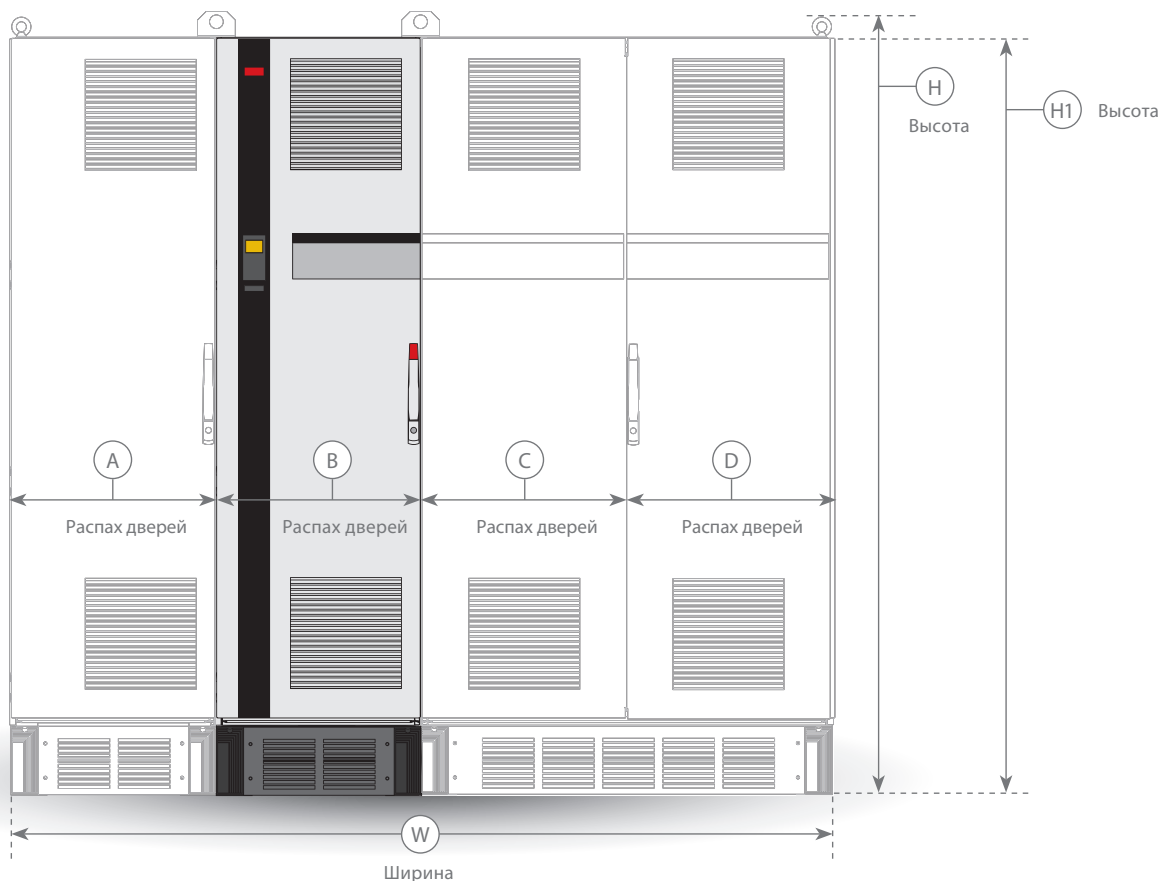 H
Высота
H1 Высота
A
B
C
D
Распах дверей
Распах дверей
Распах дверей
Распах дверей
W
Ширина